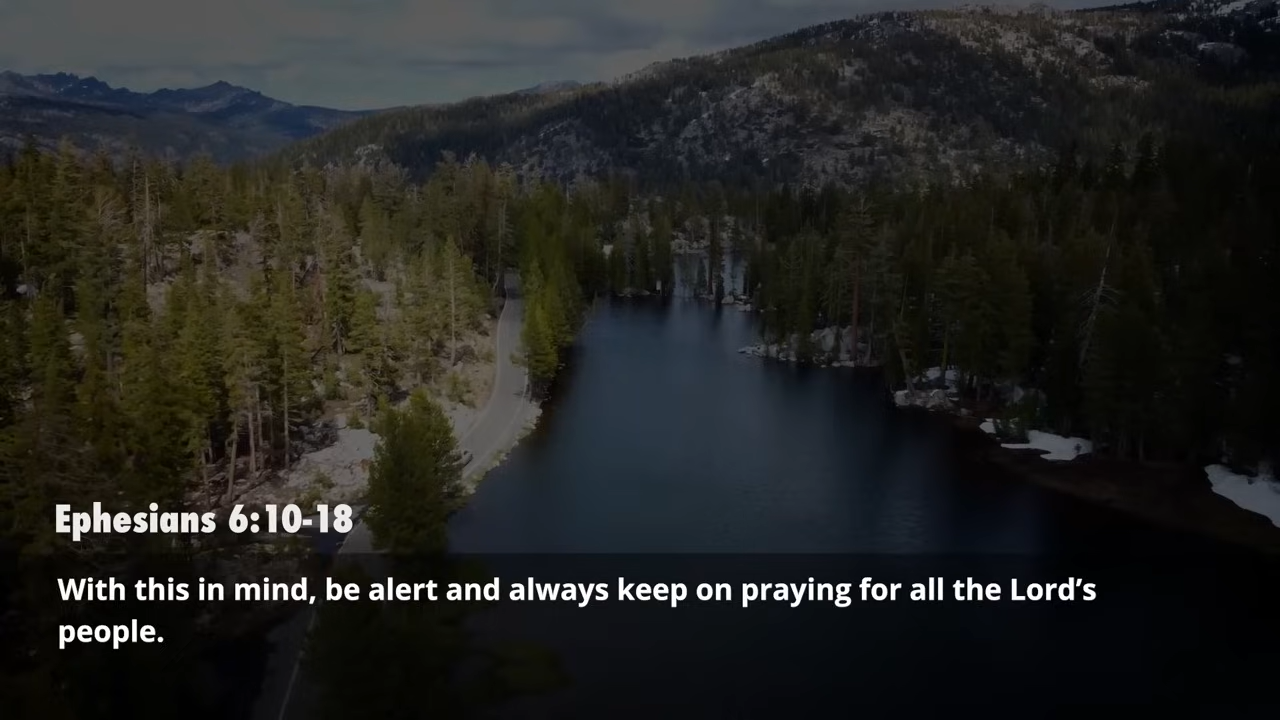 Ephesians 6:10-18
With this in mind, be alert and always keep on praying for all the Lord’s
people.